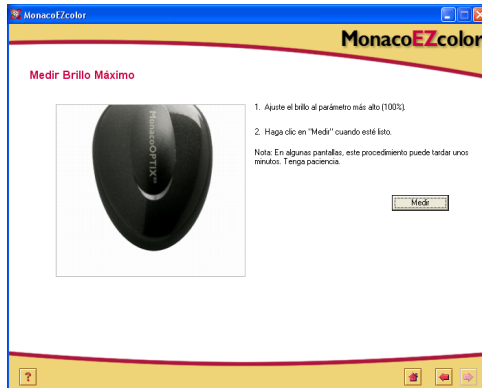 MonacoEZcolor
MonacoEZcolor
Medir Brillo Máximo
MonacoOPTIX
1. Ajuste el brillo al parámetro más alto (100%).
2. Haga clic en "Medir" cuando esté listo.
Nota: En algunas pantallas, este procedimiento puede tardar unos
minutos. Tenga paciencia.
Medir
?